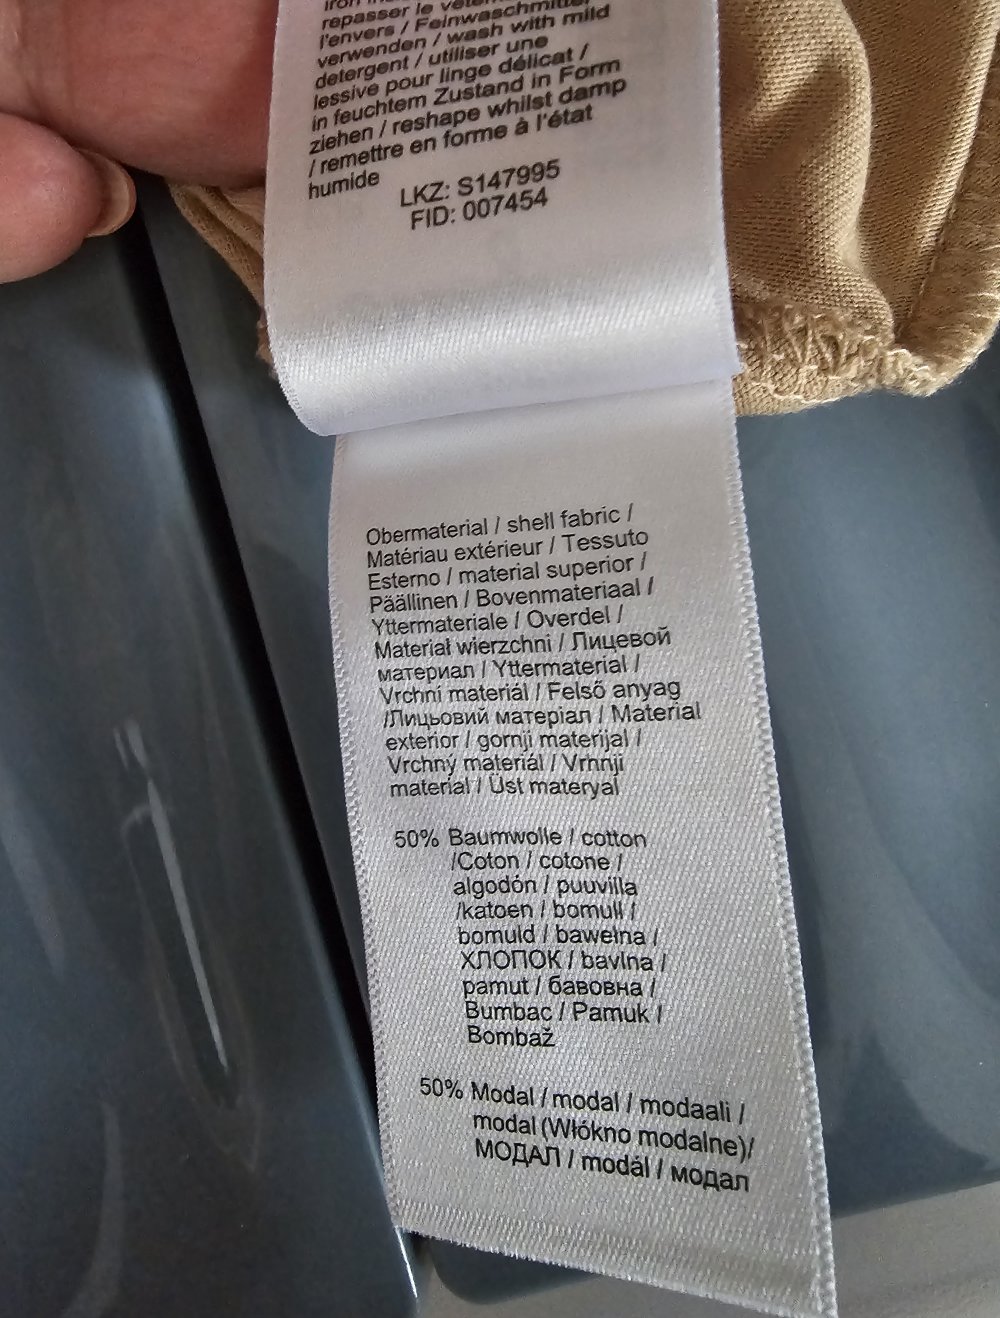 repasser le
l'envers / Feinwaschmittel
verwenden / wash with mild
detergent / utiliser une
lessive pour linge délicat /
in feuchtem Zustand in Form
ziehen / reshape whilst damp
/ remettre en forme à l'état
humide
LKZ: S147995
FID: 007454
Obermaterial / shell fabric /
Matériau extérieur / Tessuto
Esterno / material superior /
Päällinen / Bovenmateriaal /
Yttermateriale / Overdel /
Materiał wierzchni / Лицевой
материал / Yttermaterial /
Vrchní materiál / Felső anyag
/Лицьовий матеріал / Material
exterior / gornji materijal /
Vrchný materiál / Vrhnji
material / Üst materyal
50% Baumwolle / cotton
/Coton / cotone /
algodón / puuvilla
/katoen / bomull /
bomuld / bawełna /
ХЛОПОК / bavlna /
pamut / бавовна /
Bumbac / Pamuk /
Bombaž
50% Modal / modal / modaali /
modal (Włókno modalne)/
МОДАЛ / modál / модал